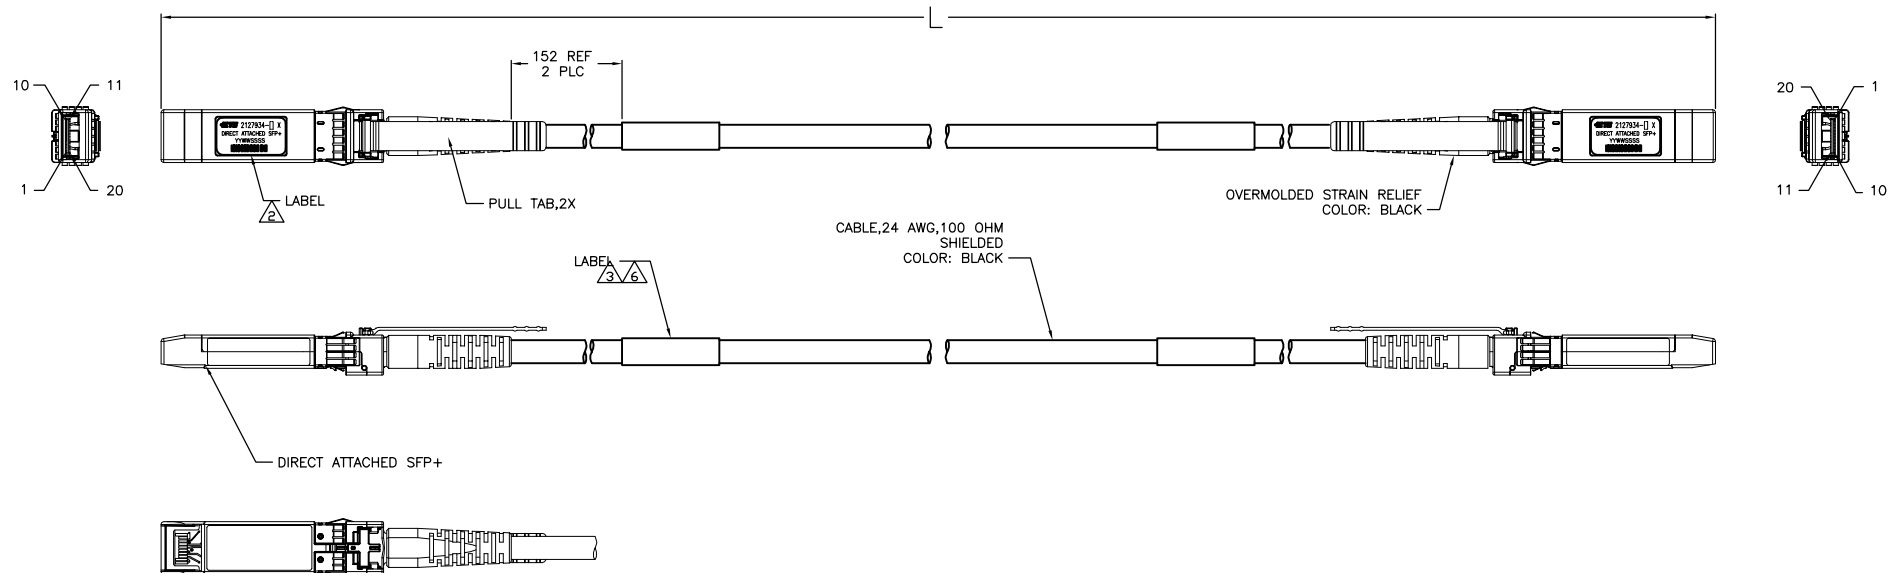 L
152 REF
2 PLC
10
11
20
1
2127934-▯ X
DIRECT ATTACHED SFP+
YYWWSSSS
2127934-▯ X
DIRECT ATTACHED SFP+
YYWWSSSS
1
20
11
10
LABEL
2
PULL TAB,2X
OVERMOLDED STRAIN RELIEF
COLOR: BLACK
CABLE,24 AWG,100 OHM
SHIELDED
COLOR: BLACK
LABEL
3 6
DIRECT ATTACHED SFP+